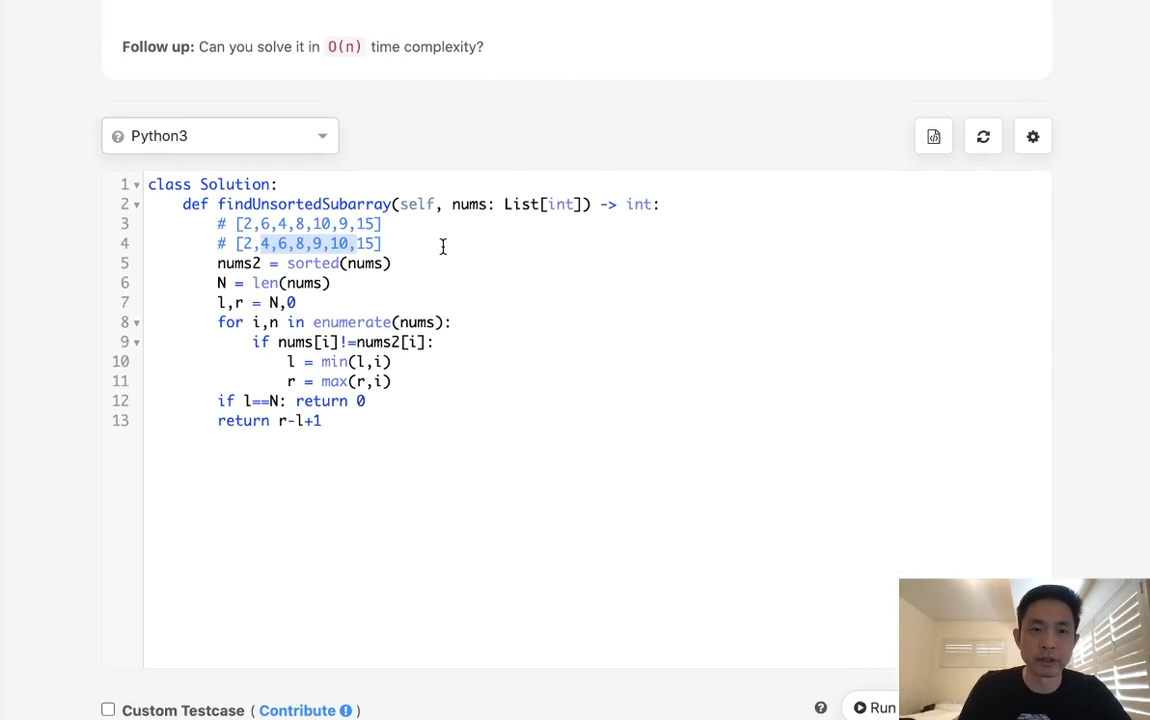 Follow up: Can you solve it in O(n) time complexity?
Python3
1 class Solution:
2 def findUnsortedSubarray(self, nums: List[int]) -> int:
3 # [2,6,4,8,10,9,15]
4 # [2,4,6,8,9,10,15]
5 nums2 = sorted(nums)
6 N = len(nums)
7 l,r = N,0
8 for i,n in enumerate(nums):
9 if nums[i]!=nums2[i]:
10 l = min(l,i)
11 r = max(r,i)
12 if l==N: return 0
13 return r-l+1
Custom Testcase ( Contribute )
Run